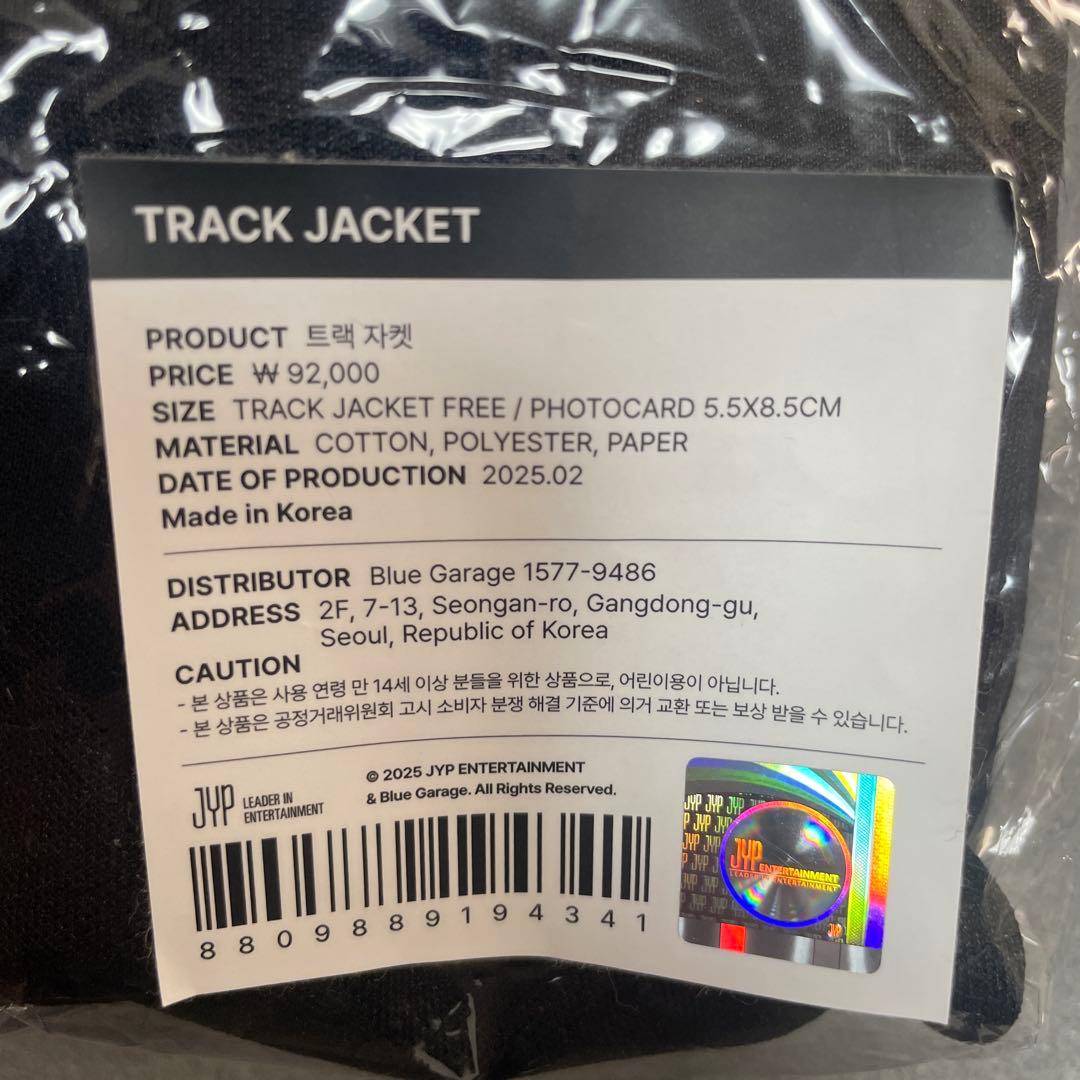 TRACK JACKET
PRODUCT 트랙 자켓
PRICE ₩ 92,000
SIZE TRACK JACKET FREE / PHOTOCARD 5.5X8.5CM
MATERIAL COTTON, POLYESTER, PAPER
DATE OF PRODUCTION 2025.02
Made in Korea
DISTRIBUTOR Blue Garage 1577-9486
ADDRESS 2F, 7-13, Seongan-ro, Gangdong-gu,
Seoul, Republic of Korea
CAUTION
- 본 상품은 사용 연령 만 14세 이상 분들을 위한 상품으로, 어린이용이 아닙니다.
- 본 상품은 공정거래위원회 고시 소비자 분쟁 해결 기준에 의거 교환 또는 보상 받을 수 있습니다.
© 2025 JYP ENTERTAINMENT
& Blue Garage. All Rights Reserved.
JYP LEADER IN
ENTERTAINMENT
8809889194341
JYP ENTERTAINMENT
LEADER IN ENTERTAINMENT
JYP